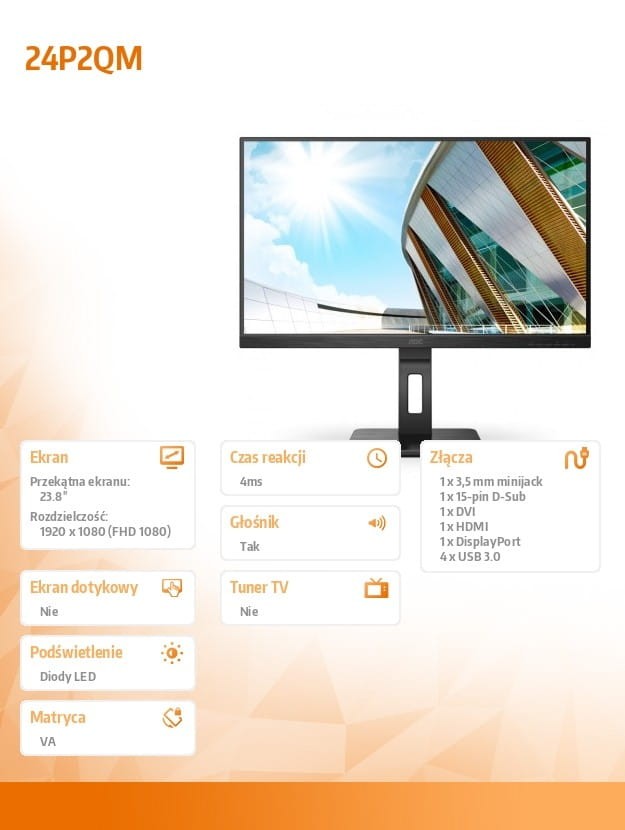 24P2QM
AOC
Ekran
Przekątna ekranu:
23.8"
Rozdzielczość:
1920 x 1080 (FHD 1080)
Czas reakcji
4ms
Głośnik
Tak
Złącza
1 x 3,5 mm minijack
1 x 15-pin D-Sub
1 x DVI
1 x HDMI
1 x DisplayPort
4 x USB 3.0
Ekran dotykowy
Nie
Tuner TV
Nie
Podświetlenie
Diody LED
Matryca
VA